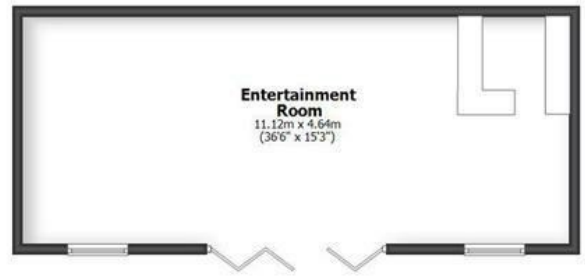 Entertainment
Room
11.12m x 4.64m
(36'6" x 15'3")